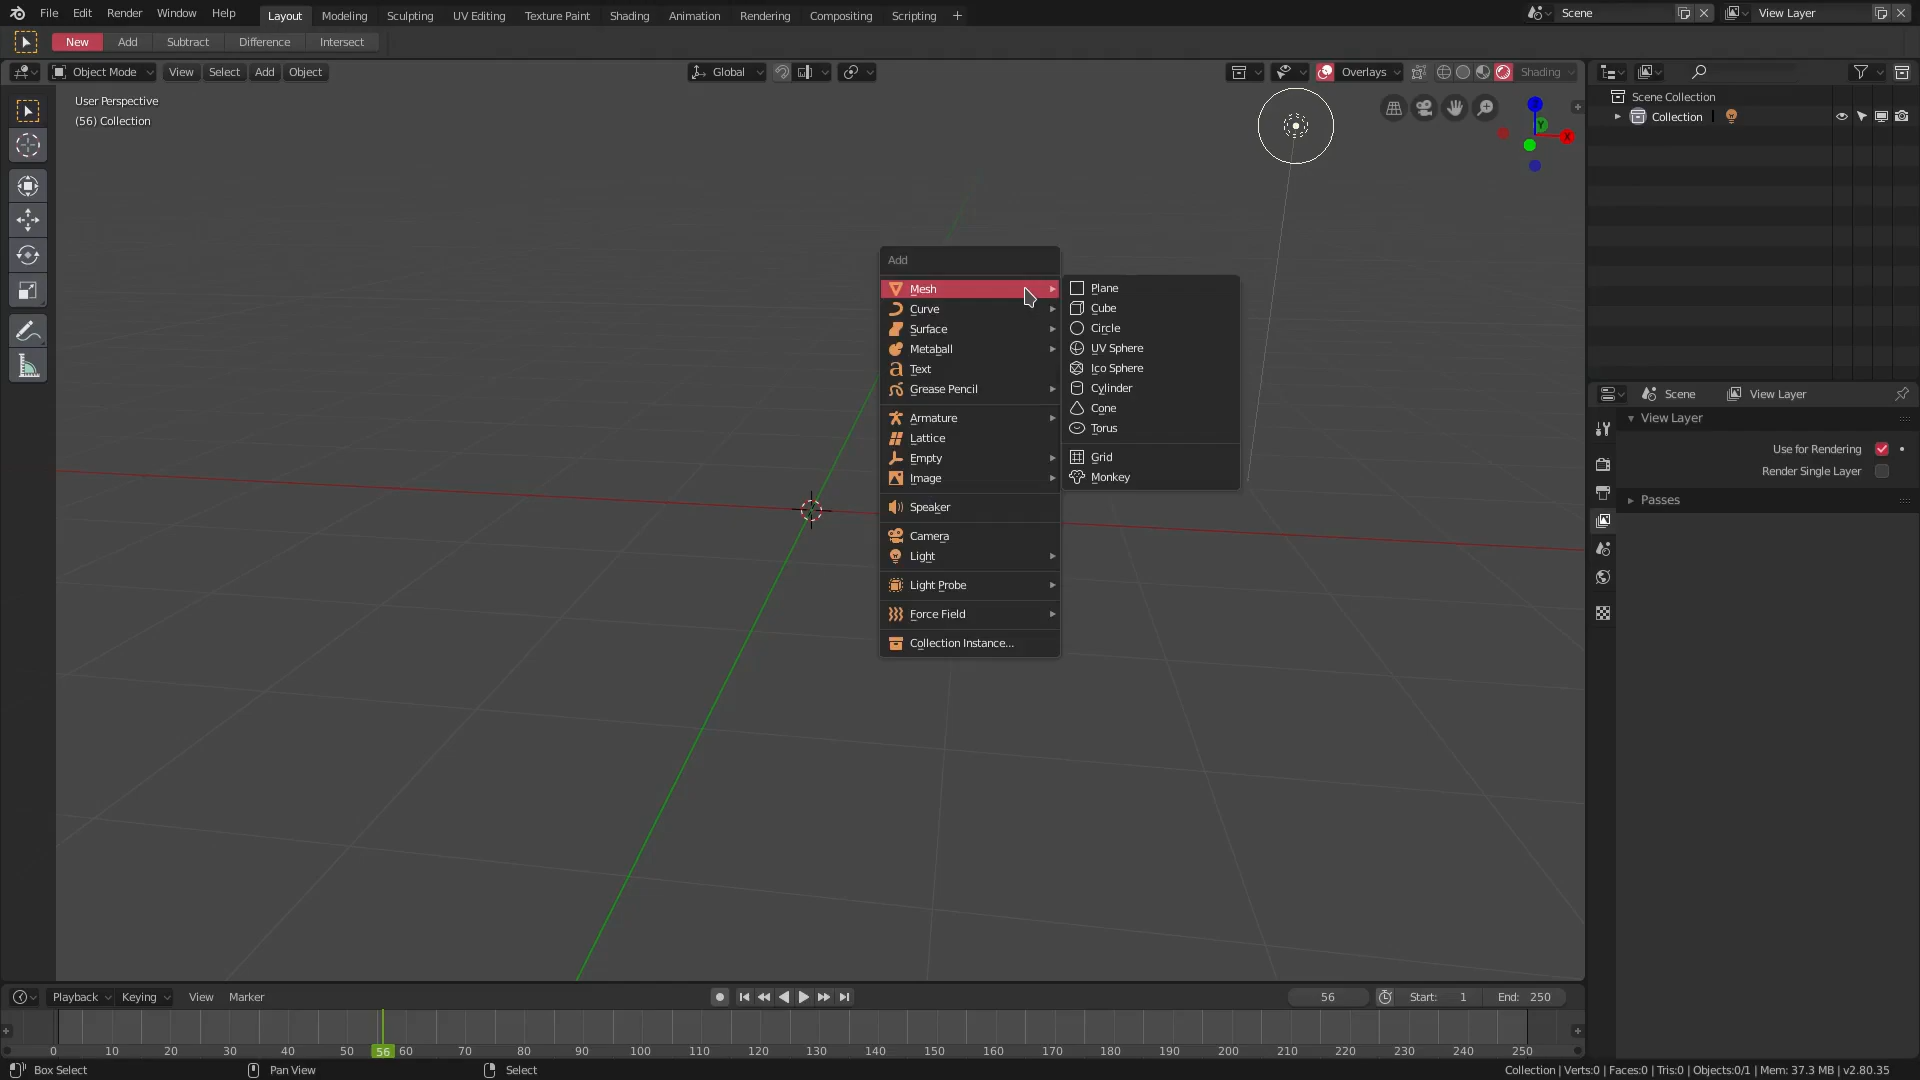 File Edit Render Window Help Layout Modeling Sculpting UV Editing Texture Paint Shading Animation Rendering Compositing Scripting + Scene View Layer
New Add Subtract Difference Intersect
Object Mode View Select Add Object Global Overlays Shading
User Perspective
(56) Collection
Z
Y
X
Scene Collection
Collection
Add
Mesh
Curve
Surface
Metaball
Text
Grease Pencil
Armature
Lattice
Empty
Image
Speaker
Camera
Light
Light Probe
Force Field
Collection Instance...
Plane
Cube
Circle
UV Sphere
Ico Sphere
Cylinder
Cone
Torus
Grid
Monkey
Scene View Layer
View Layer
Use for Rendering
Render Single Layer
Passes
Playback Keying View Marker 56 Start: 1 End: 250
0 10 20 30 40 50 56 60 70 80 90 100 110 120 130 140 150 160 170 180 190 200 210 220 230 240 250
Box Select Pan View Select Collection | Verts:0 | Faces:0 | Tris:0 | Objects:0/1 | Mem: 37.3 MB | v2.80.35